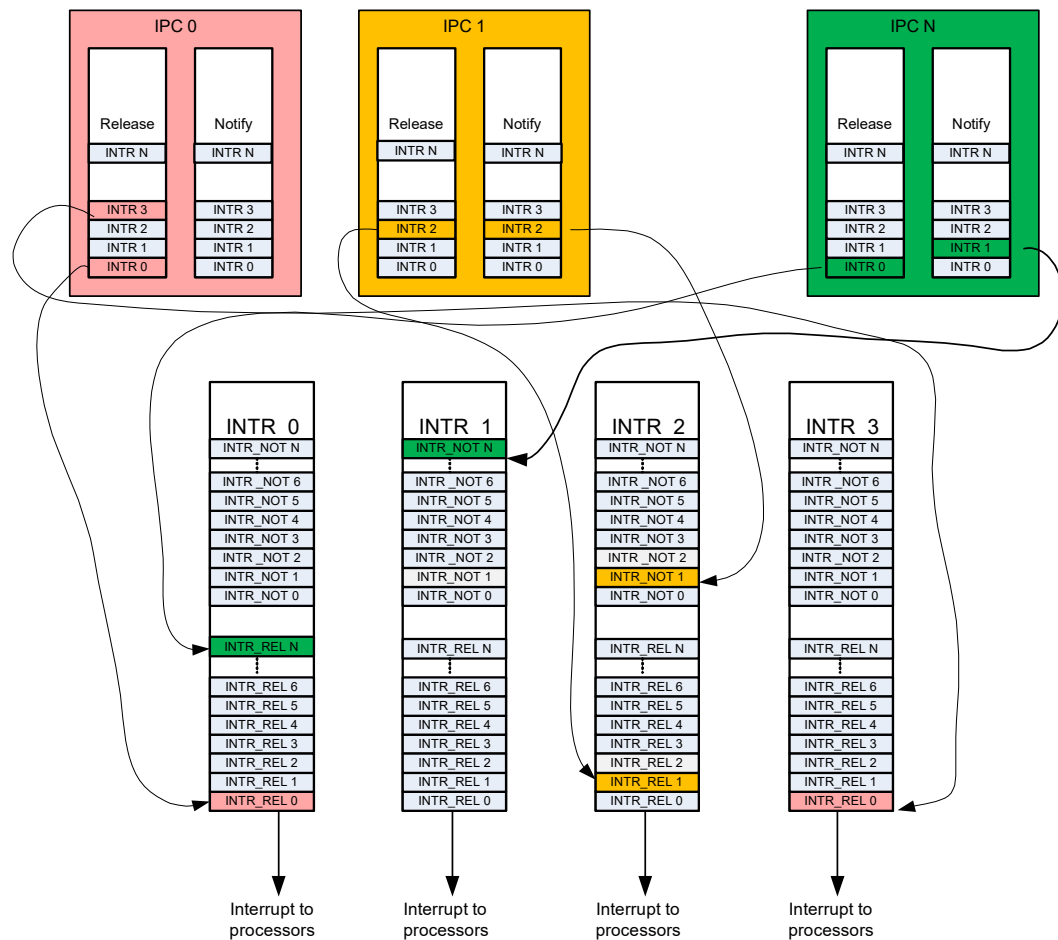 IPC 0
Release
INTR N
INTR 3
INTR 2
INTR 1
INTR 0
Notify
INTR N
INTR 3
INTR 2
INTR 1
INTR 0
IPC 1
Release
INTR N
INTR 3
INTR 2
INTR 1
INTR 0
Notify
INTR N
INTR 3
INTR 2
INTR 1
INTR 0
IPC N
Release
INTR N
INTR 3
INTR 2
INTR 1
INTR 0
Notify
INTR N
INTR 3
INTR 2
INTR 1
INTR 0
INTR_0
INTR_NOT N
INTR_NOT 6
INTR_NOT 5
INTR_NOT 4
INTR_NOT 3
INTR_NOT 2
INTR_NOT 1
INTR_NOT 0
INTR_REL N
INTR_REL 6
INTR_REL 5
INTR_REL 4
INTR_REL 3
INTR_REL 2
INTR_REL 1
INTR_REL 0
Interrupt to
processors
INTR_1
INTR_NOT N
INTR_NOT 6
INTR_NOT 5
INTR_NOT 4
INTR_NOT 3
INTR_NOT 2
INTR_NOT 1
INTR_NOT 0
INTR_REL N
INTR_REL 6
INTR_REL 5
INTR_REL 4
INTR_REL 3
INTR_REL 2
INTR_REL 1
INTR_REL 0
Interrupt to
processors
INTR_2
INTR_NOT N
INTR_NOT 6
INTR_NOT 5
INTR_NOT 4
INTR_NOT 3
INTR_NOT 2
INTR_NOT 1
INTR_NOT 0
INTR_REL N
INTR_REL 6
INTR_REL 5
INTR_REL 4
INTR_REL 3
INTR_REL 2
INTR_REL 1
INTR_REL 0
Interrupt to
processors
INTR_3
INTR_NOT N
INTR_NOT 6
INTR_NOT 5
INTR_NOT 4
INTR_NOT 3
INTR_NOT 2
INTR_NOT 1
INTR_NOT 0
INTR_REL N
INTR_REL 6
INTR_REL 5
INTR_REL 4
INTR_REL 3
INTR_REL 2
INTR_REL 1
INTR_REL 0
Interrupt to
processors